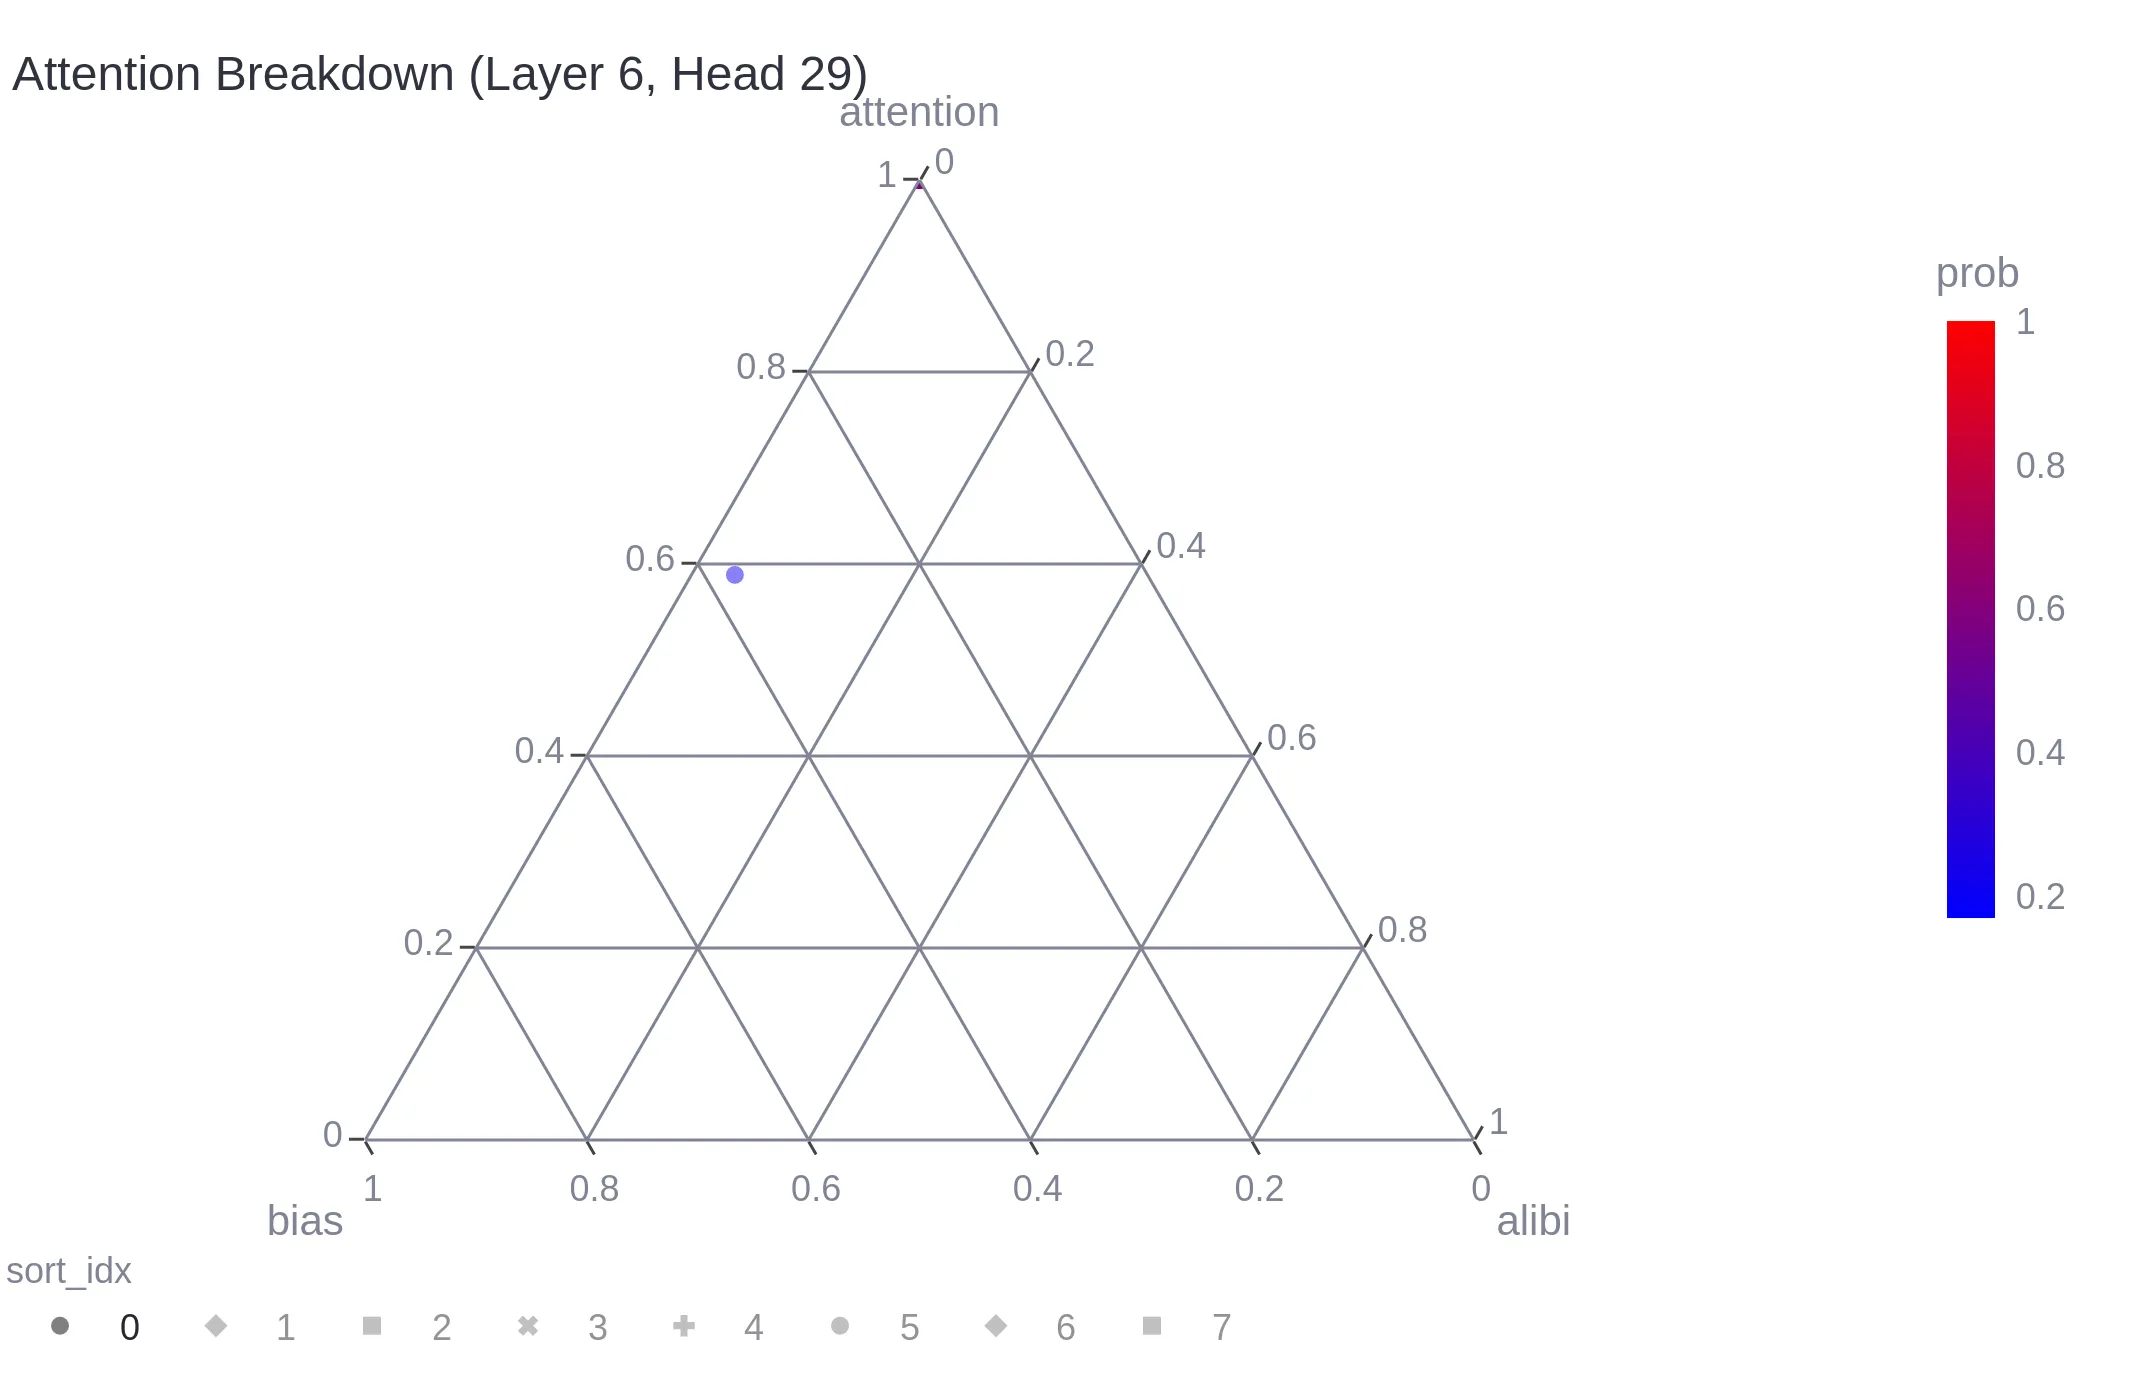 Attention Breakdown (Layer 6, Head 29)
attention
1 0
prob
1
0.8 0.2
0.8
0.6 0.4
0.6
0.4 0.6
0.4
0.2 0.8
0.2
0 1
1 0.8 0.6 0.4 0.2 0
bias alibi
sort_idx
0 1 2 3 4 5 6 7